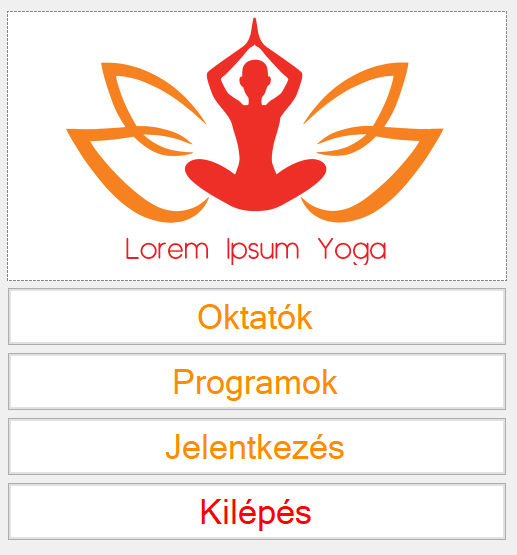 Lorem Ipsum Yoga
Oktatók
Programok
Jelentkezés
Kilépés